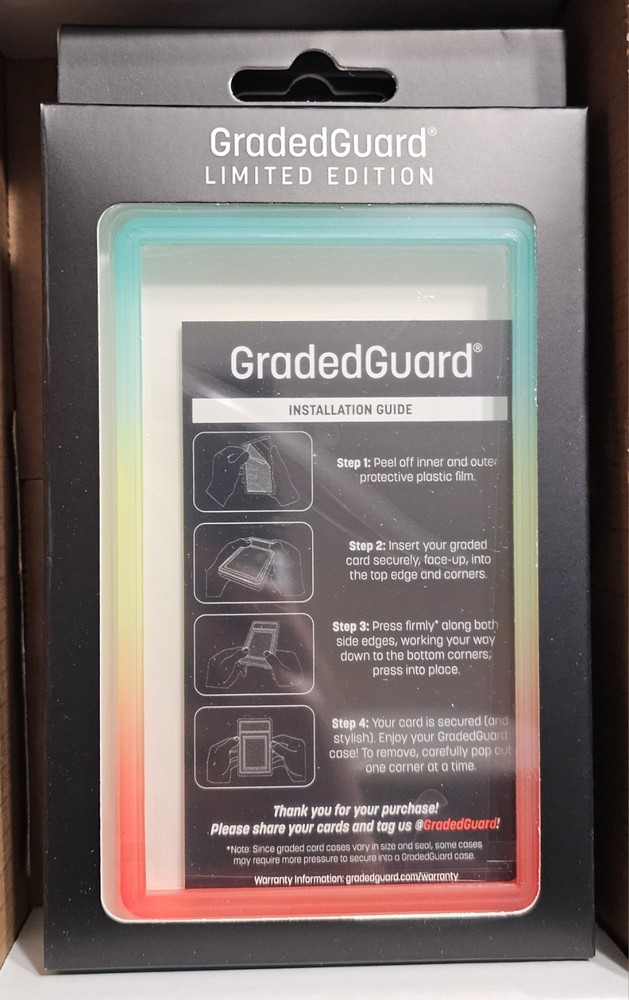 GradedGuard®
LIMITED EDITION
GradedGuard®
INSTALLATION GUIDE
Step 1: Peel off inner and outer
protective plastic film.
Step 2: Insert your graded
card securely, face-up, into
the top edge and corners.
Step 3: Press firmly* along both
side edges, working your way
down to the bottom corners;
press into place.
Step 4: Your card is secured (and
stylish). Enjoy your GradedGuard
case! To remove, carefully pop out
one corner at a time.
Thank you for your purchase!
Please share your cards and tag us @GradedGuard!
*Note: Since graded card cases vary in size and seal, some cases
may require more pressure to secure into a GradedGuard case.
Warranty Information: gradedguard.com/warranty